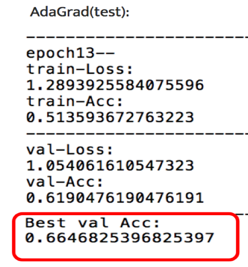 AdaGrad(test):
--------------------
epoch13--
train-Loss:
1.2893925584075596
train-Acc:
0.513593672763223
--------------------
val-Loss:
1.054061610547323
val-Acc:
0.6190476190476191
--------------------
Best val Acc:
0.6646825396825397